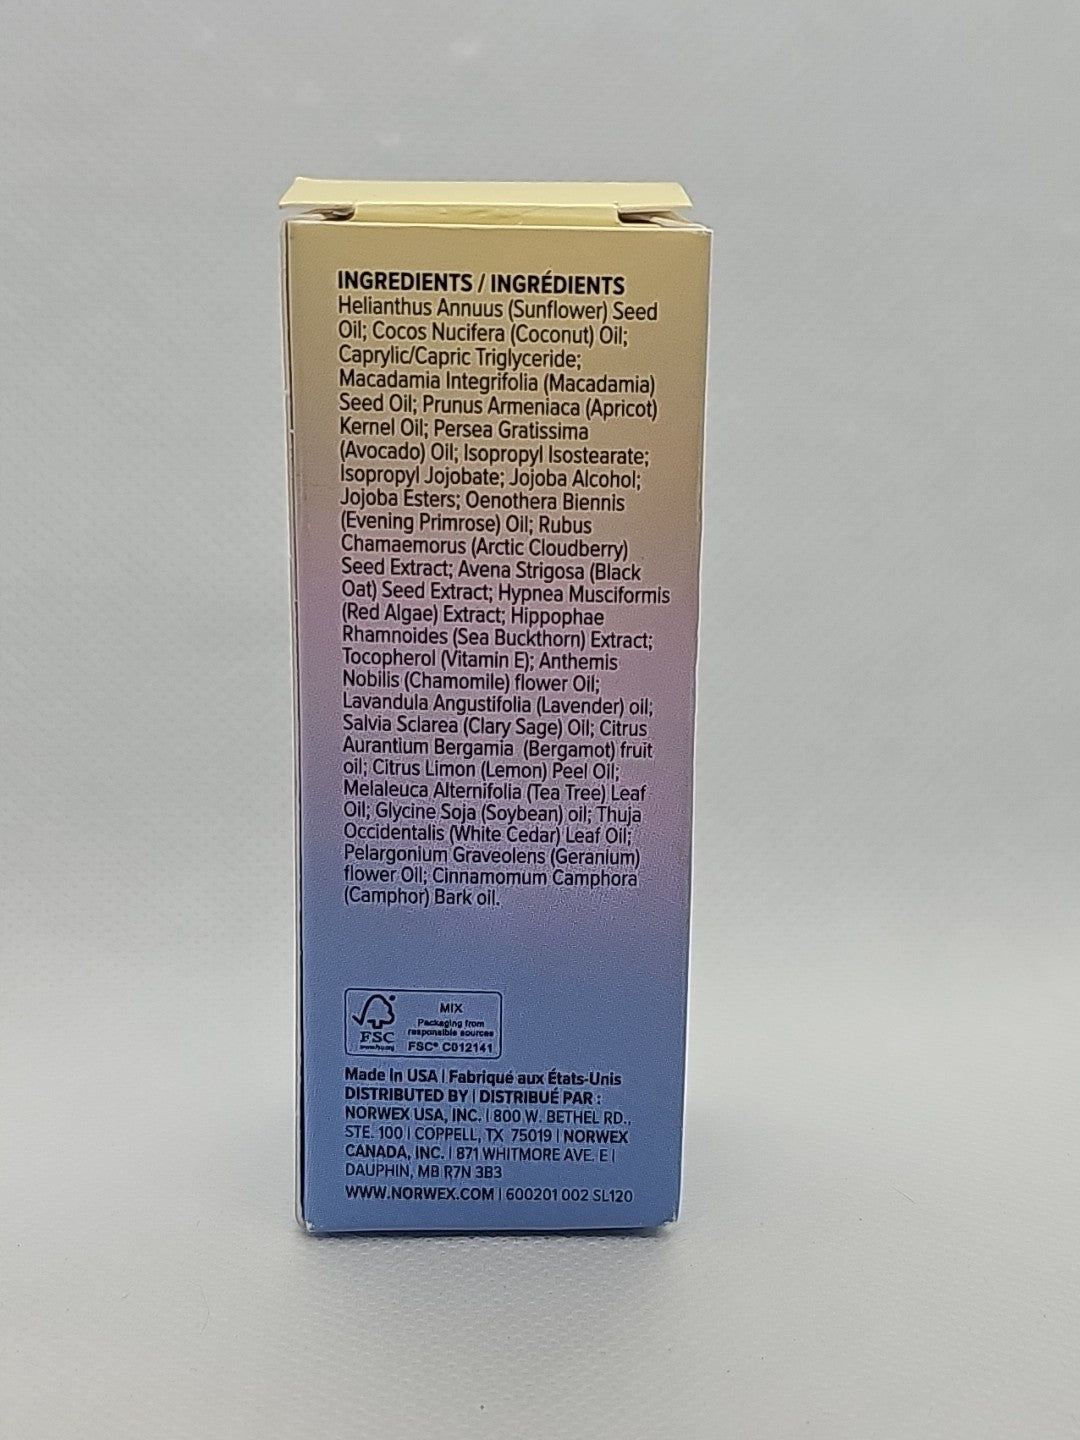 INGREDIENTS / INGRÉDIENTS
Helianthus Annuus (Sunflower) Seed
Oil; Cocos Nucifera (Coconut) Oil;
Caprylic/Capric Triglyceride;
Macadamia Integrifolia (Macadamia)
Seed Oil; Prunus Armeniaca (Apricot)
Kernel Oil; Persea Gratissima
(Avocado) Oil; Isopropyl Isostearate;
Isopropyl Jojobate; Jojoba Alcohol;
Jojoba Esters; Oenothera Biennis
(Evening Primrose) Oil; Rubus
Chamaemorus (Arctic Cloudberry)
Seed Extract; Avena Strigosa (Black
Oat) Seed Extract; Hypnea Musciformis
(Red Algae) Extract; Hippophae
Rhamnoides (Sea Buckthorn) Extract;
Tocopherol (Vitamin E); Anthemis
Nobilis (Chamomile) flower Oil;
Lavandula Angustifolia (Lavender) oil;
Salvia Sclarea (Clary Sage) Oil; Citrus
Aurantium Bergamia (Bergamot) fruit
oil; Citrus Limon (Lemon) Peel Oil;
Melaleuca Alternifolia (Tea Tree) Leaf
Oil; Glycine Soja (Soybean) oil; Thuja
Occidentalis (White Cedar) Leaf Oil;
Pelargonium Graveolens (Geranium)
flower Oil; Cinnamomum Camphora
(Camphor) Bark oil.
FSC
www.fsc.org
MIX
Packaging from
responsible sources
FSC® C012141
Made In USA | Fabriqué aux États-Unis
DISTRIBUTED BY | DISTRIBUÉ PAR :
NORWEX USA, INC. | 800 W. BETHEL RD.,
STE. 100 | COPPELL, TX 75019 | NORWEX
CANADA, INC. | 871 WHITMORE AVE. E |
DAUPHIN, MB R7N 3B3
WWW.NORWEX.COM | 600201 002 SL120